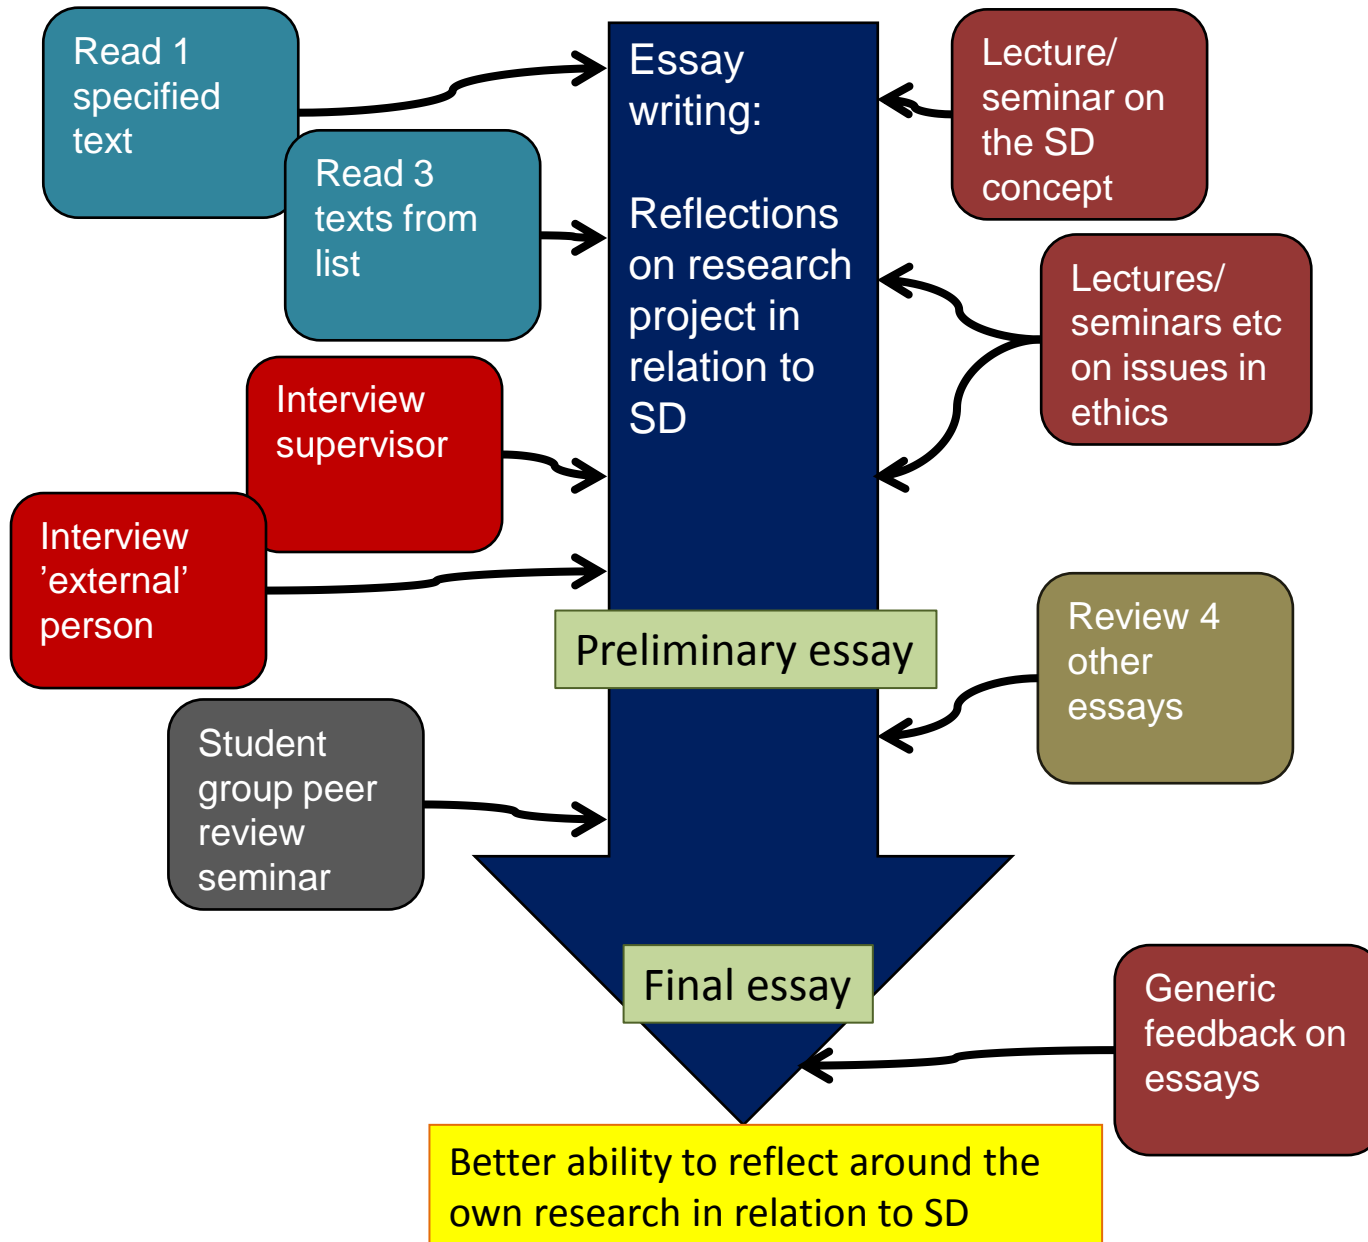 Read 1
specified
text
Read 3
texts from
list
Interview
supervisor
Interview
’external’
person
Student
group peer
review
seminar
Essay
writing:
Reflections
on research
project in
relation to
SD
Preliminary essay
Final essay
Lecture/
seminar on
the SD
concept
Lectures/
seminars etc
on issues in
ethics
Review 4
other
essays
Generic
feedback on
essays
Better ability to reflect around the
own research in relation to SD